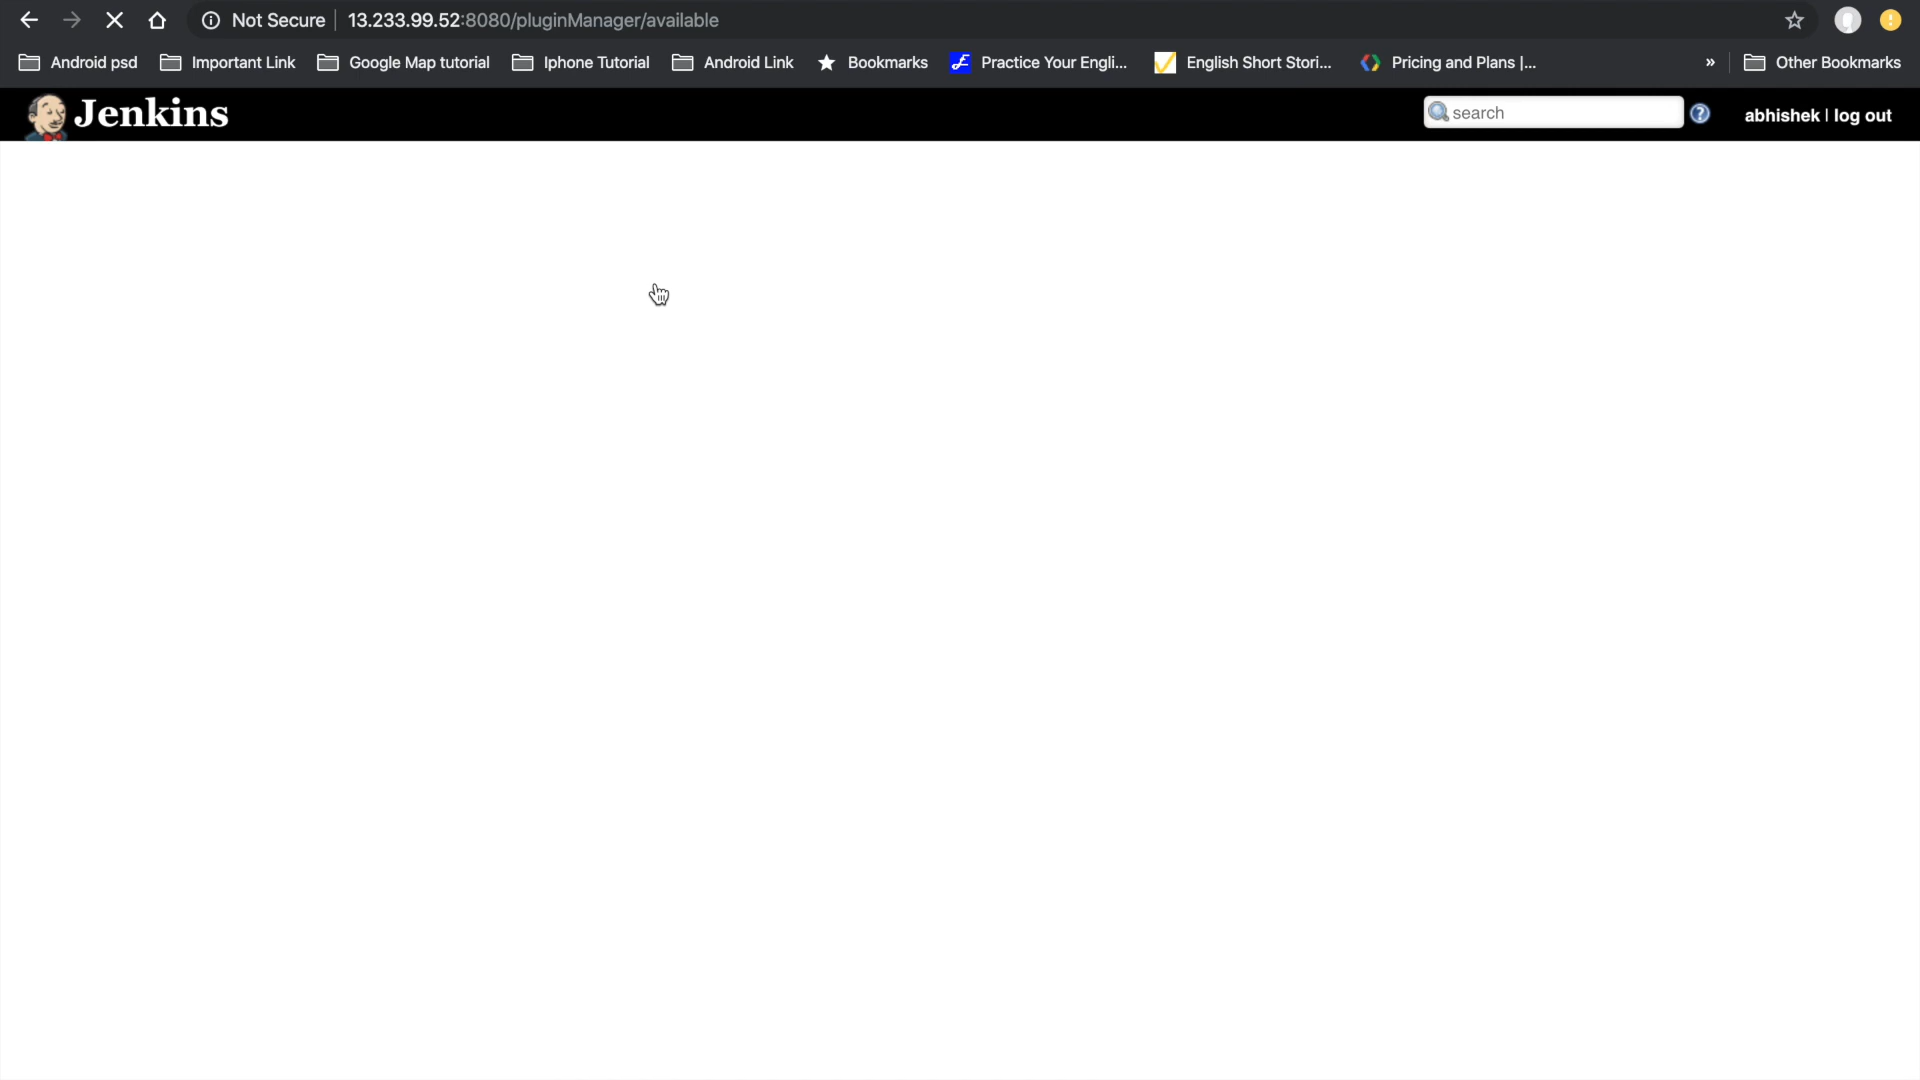 Not Secure 13.233.99.52:8080/pluginManager/available
Android psd Important Link Google Map tutorial Iphone Tutorial Android Link Bookmarks Practice Your Engli... English Short Stori... Pricing and Plans |... » Other Bookmarks
Jenkins search abhishek | log out